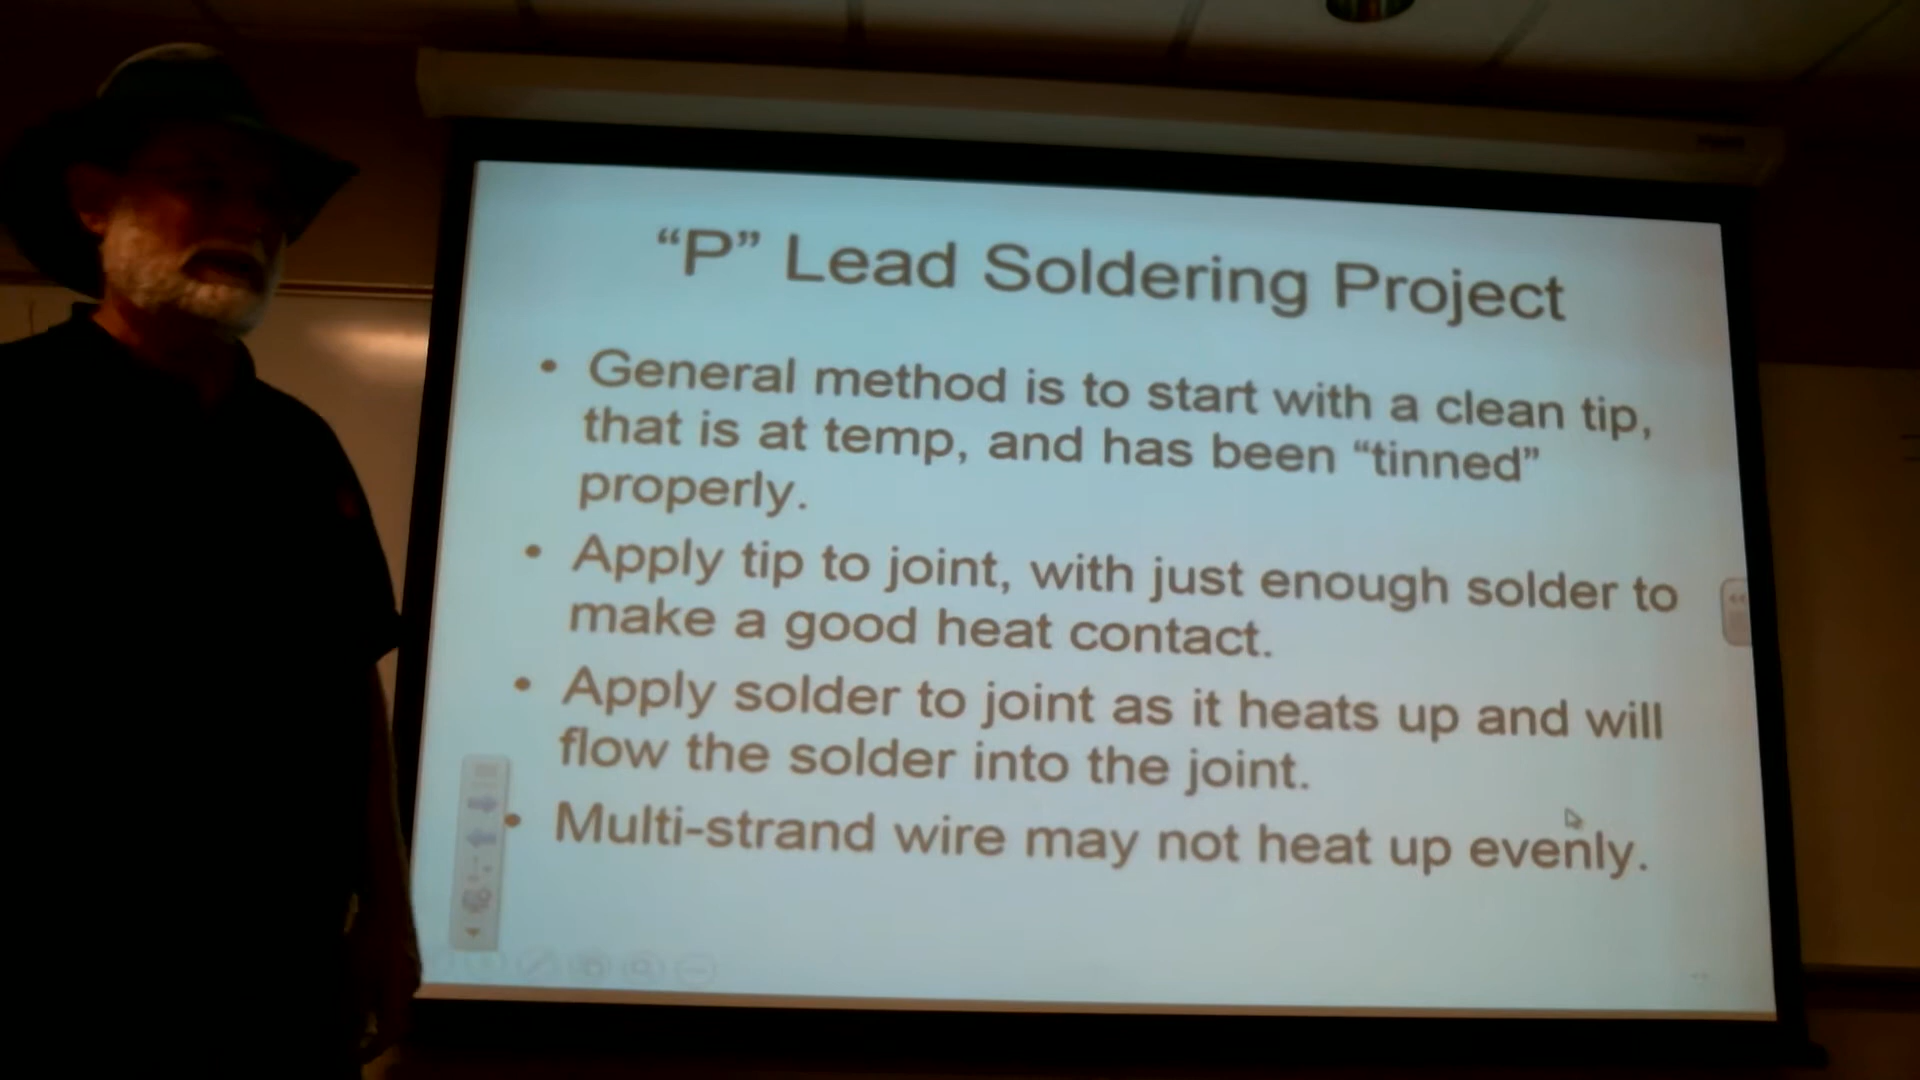 “P” Lead Soldering Project
• General method is to start with a clean tip,
that is at temp, and has been “tinned”
properly.
• Apply tip to joint, with just enough solder to
make a good heat contact.
• Apply solder to joint as it heats up and will
flow the solder into the joint.
• Multi-strand wire may not heat up evenly.